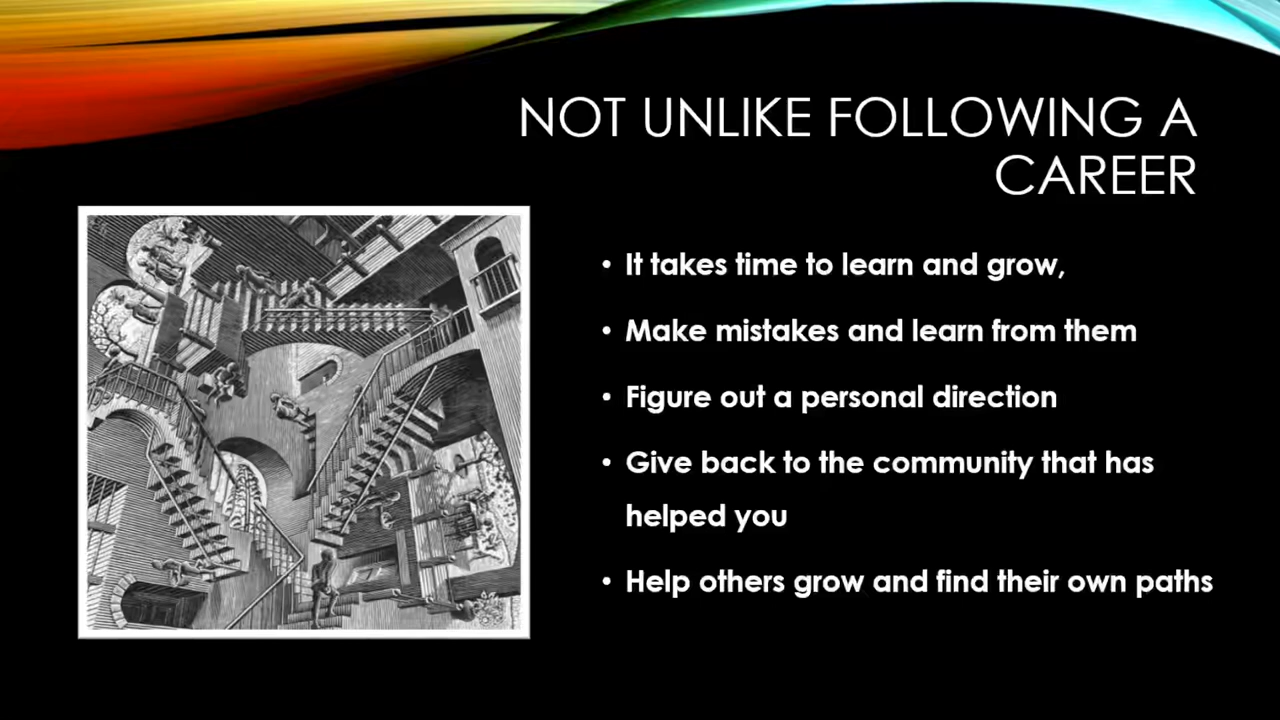 NOT UNLIKE FOLLOWING A
CAREER
• It takes time to learn and grow,
• Make mistakes and learn from them
• Figure out a personal direction
• Give back to the community that has
helped you
• Help others grow and find their own paths